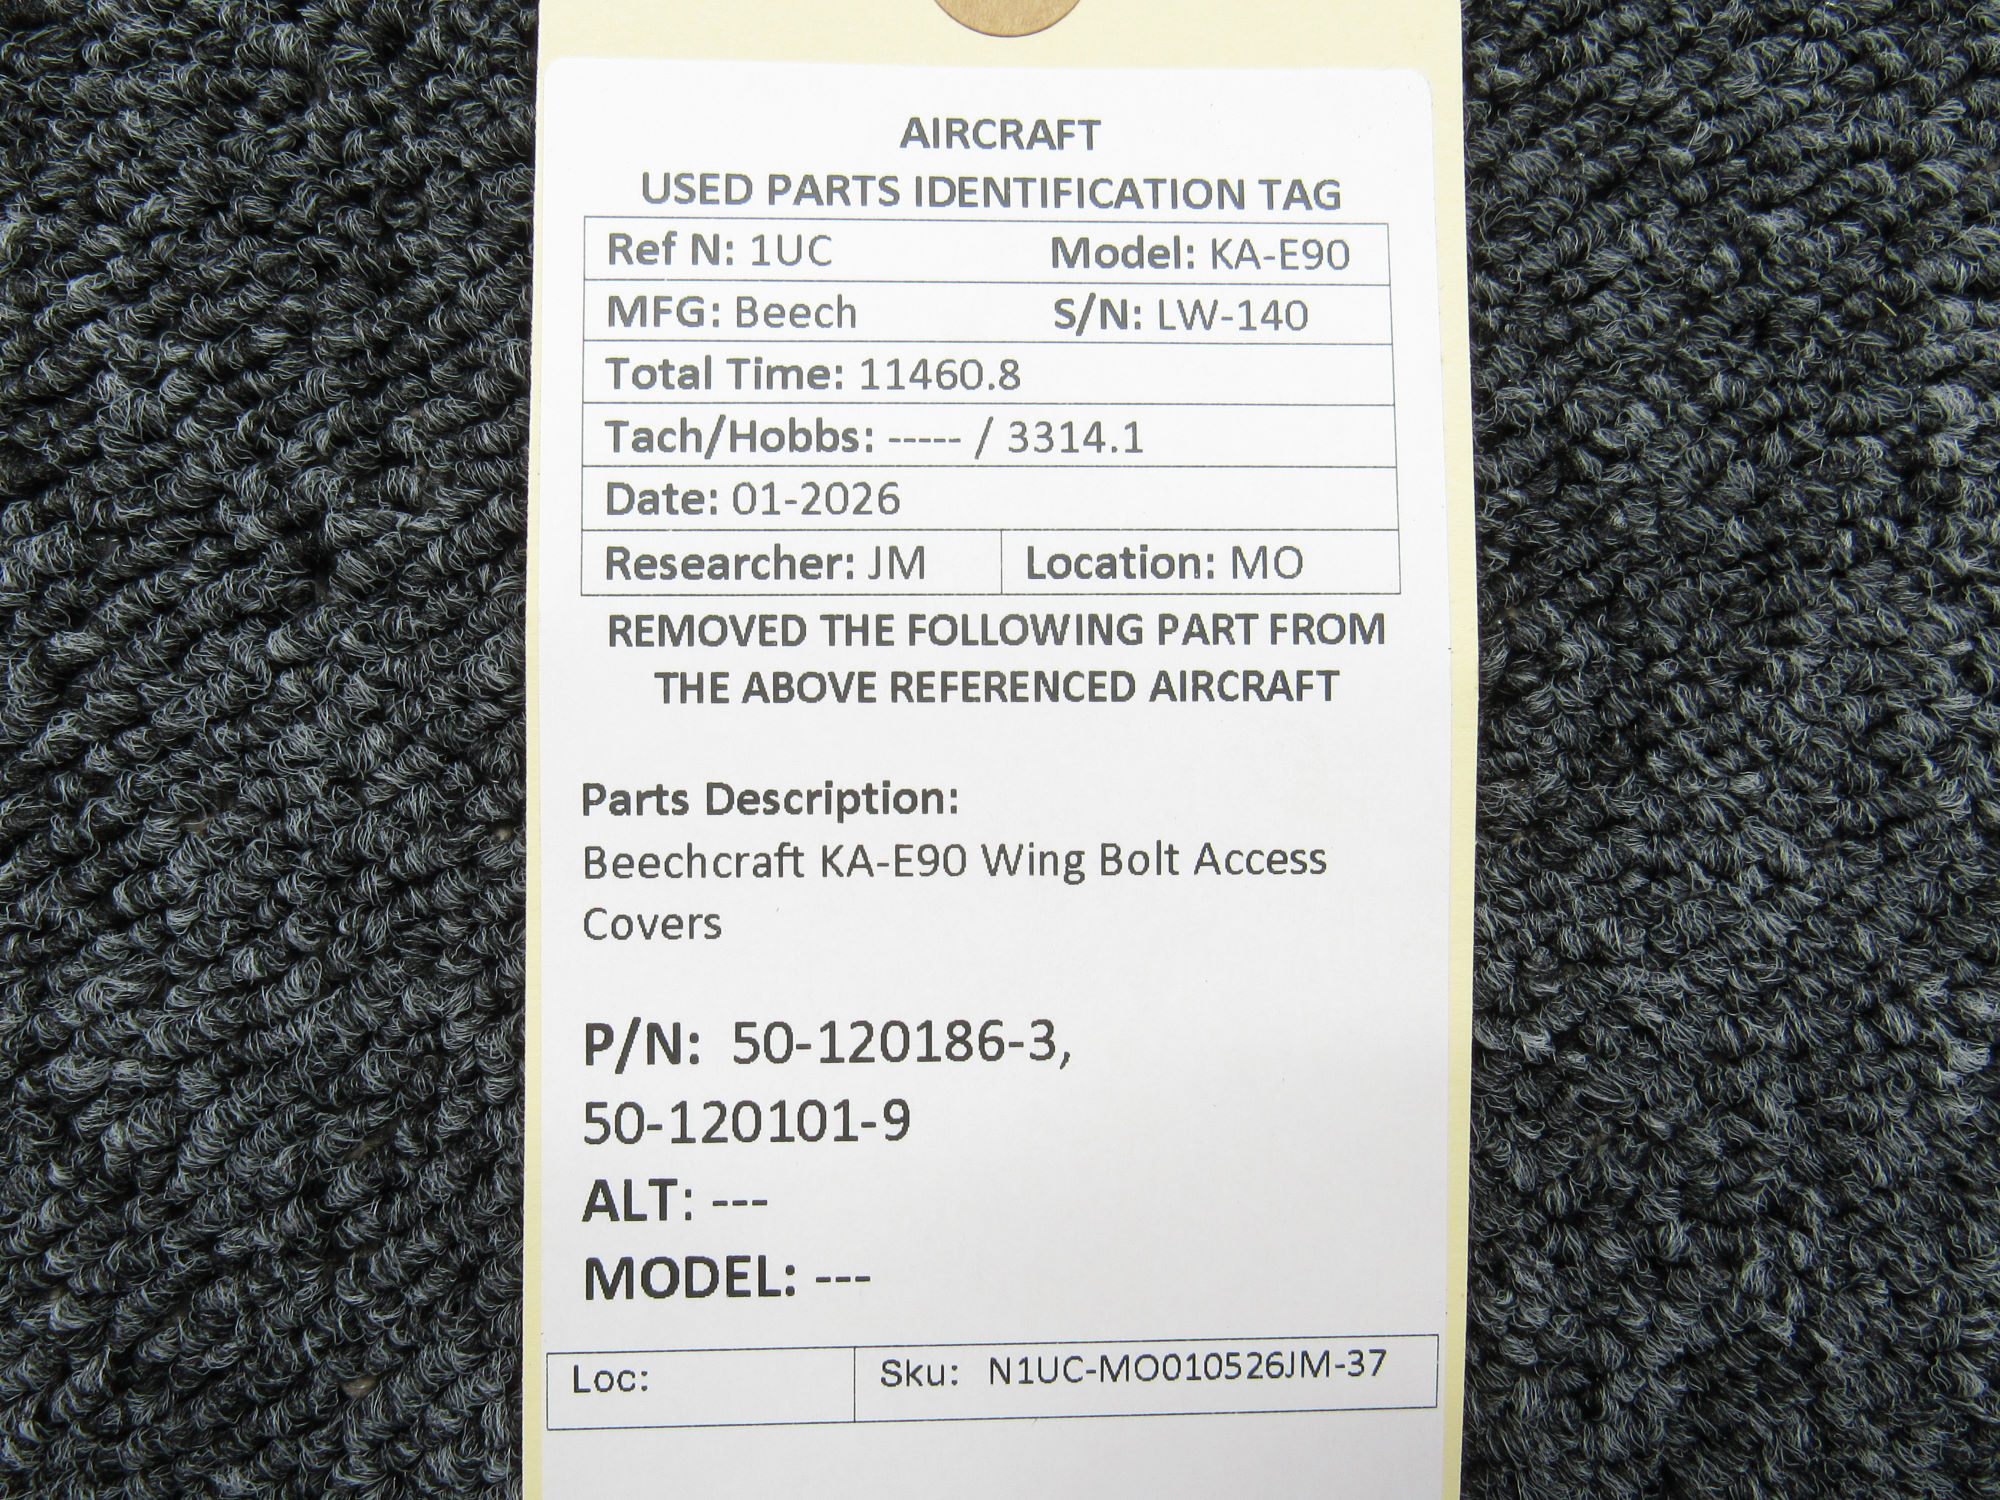 AIRCRAFT
USED PARTS IDENTIFICATION TAG
Ref N: 1UC Model: KA-E90
MFG: Beech S/N: LW-140
Total Time: 11460.8
Tach/Hobbs: ----- / 3314.1
Date: 01-2026
Researcher: JM Location: MO
REMOVED THE FOLLOWING PART FROM
THE ABOVE REFERENCED AIRCRAFT
Parts Description:
Beechcraft KA-E90 Wing Bolt Access
Covers
P/N: 50-120186-3,
50-120101-9
ALT: ---
MODEL: ---
Loc: Sku: N1UC-MO010526JM-37